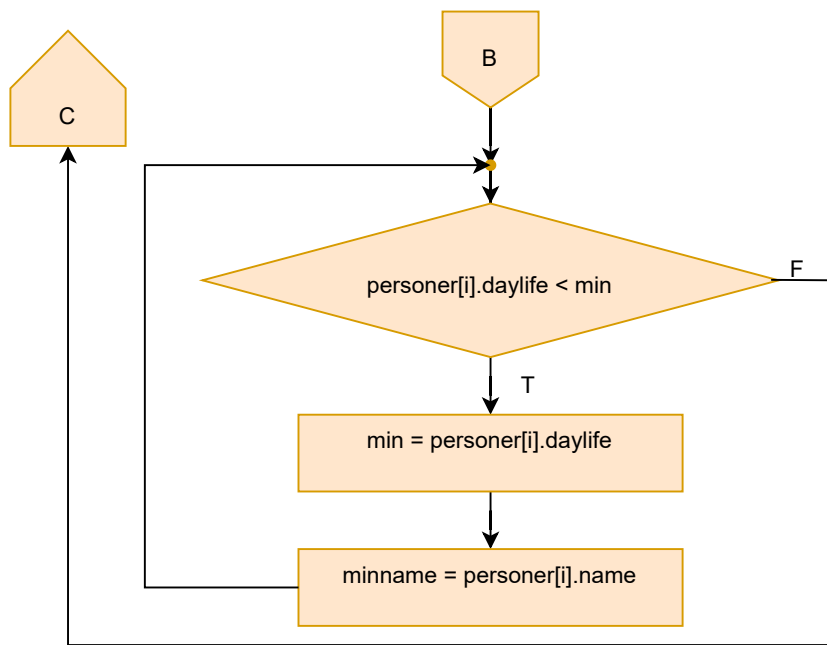 B
C
personer[i].daylife < min
F
T
min = personer[i].daylife
minname = personer[i].name